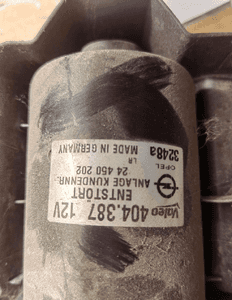 Valeo 404.387 12V
ENTSTÖRT
ANLAGE KUNDENNR.
24 450 202
OPEL LR
3248a MADE IN GERMANY